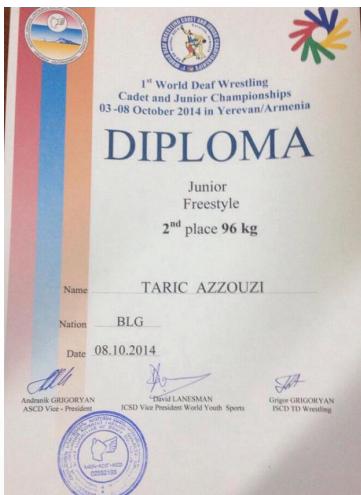 1st World Deaf Wrestling
Cadet and Junior Championships
03 -08 October 2014 in Yerevan/Armenia
DIPLOMA
Junior
Freestyle
2nd place 96 kg
Name TARIC AZZOUZI
Nation BLG
Date 08.10.2014
Andranik GRIGORYAN David LANESMAN Grigor GRIGORYAN
ASCD Vice - President ICSD Vice President World Youth Sports ISCD TD Wrestling